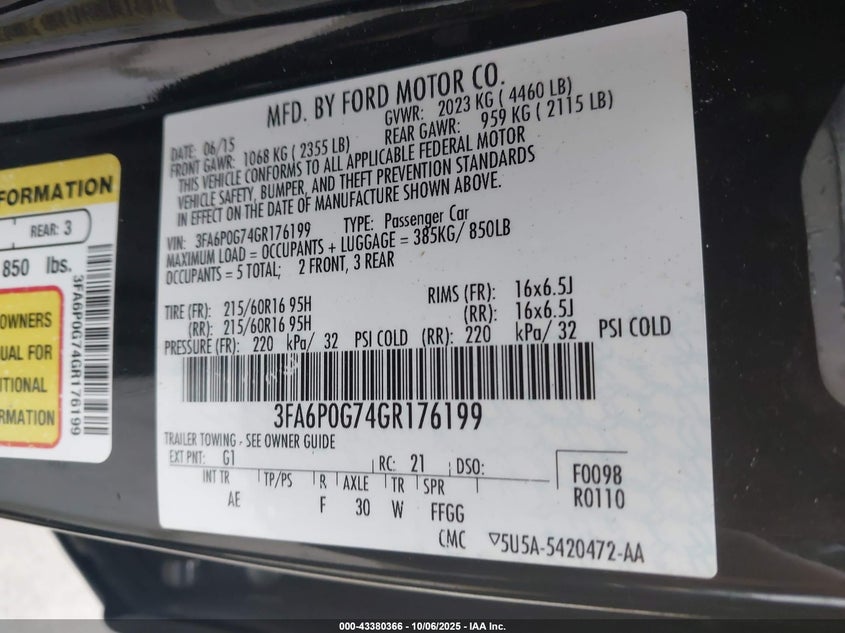 MFD. BY FORD MOTOR CO.
DATE: 06/15
GVWR: 2023 KG ( 4460 LB)
FRONT GAWR: 1068 KG ( 2355 LB)
REAR GAWR: 959 KG ( 2115 LB)
THIS VEHICLE CONFORMS TO ALL APPLICABLE FEDERAL MOTOR
VEHICLE SAFETY, BUMPER, AND THEFT PREVENTION STANDARDS
IN EFFECT ON THE DATE OF MANUFACTURE SHOWN ABOVE.
VIN: 3FA6P0G74GR176199 TYPE: Passenger Car
MAXIMUM LOAD = OCCUPANTS + LUGGAGE = 385KG/ 850LB
OCCUPANTS = 5 TOTAL; 2 FRONT, 3 REAR
TIRE (FR): 215/60R16 95H RIMS (FR): 16x6.5J
(RR): 215/60R16 95H (RR): 16x6.5J
PRESSURE (FR): 220 kPa/ 32 PSI COLD (RR): 220 kPa/ 32 PSI COLD
3FA6P0G74GR176199
TRAILER TOWING - SEE OWNER GUIDE
EXT PNT: G1 RC: 21 DSO:
INT TR TP/PS R AXLE TR SPR
AE F 30 W FFGG
F0098
R0110
CMC ▽5U5A-5420472-AA
FORMATION
REAR: 3
850 lbs.
OWNERS
UAL FOR
ITIONAL
RMATION
3FA6P0G74GR176199
000-43380366 - 10/06/2025 - IAA Inc.